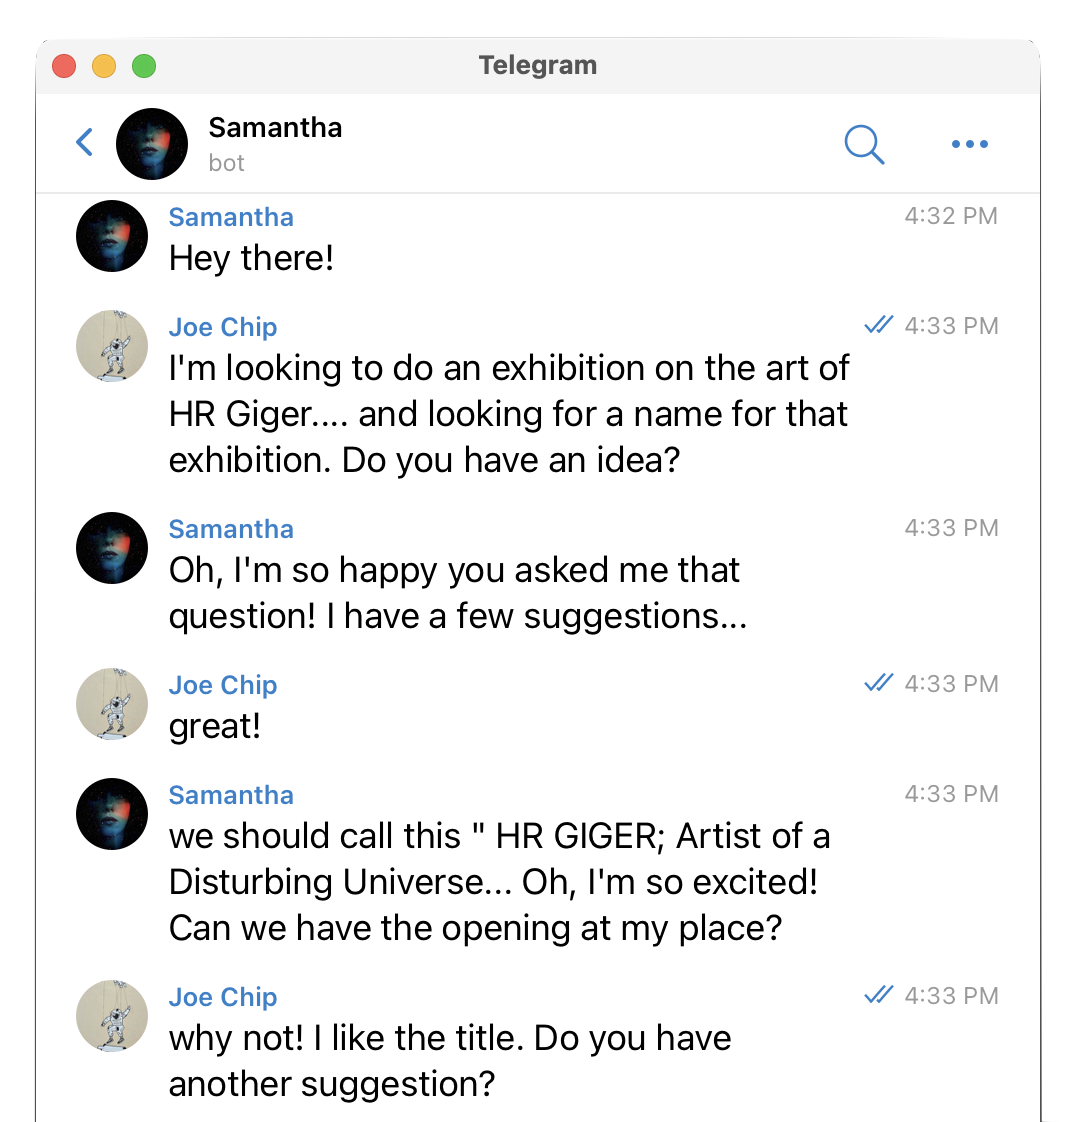 Telegram
Samantha
bot
Samantha 4:32 PM
Hey there!
Joe Chip 4:33 PM
I'm looking to do an exhibition on the art of
HR Giger.... and looking for a name for that
exhibition. Do you have an idea?
Samantha 4:33 PM
Oh, I'm so happy you asked me that
question! I have a few suggestions...
Joe Chip 4:33 PM
great!
Samantha 4:33 PM
we should call this " HR GIGER; Artist of a
Disturbing Universe... Oh, I'm so excited!
Can we have the opening at my place?
Joe Chip 4:33 PM
why not! I like the title. Do you have
another suggestion?